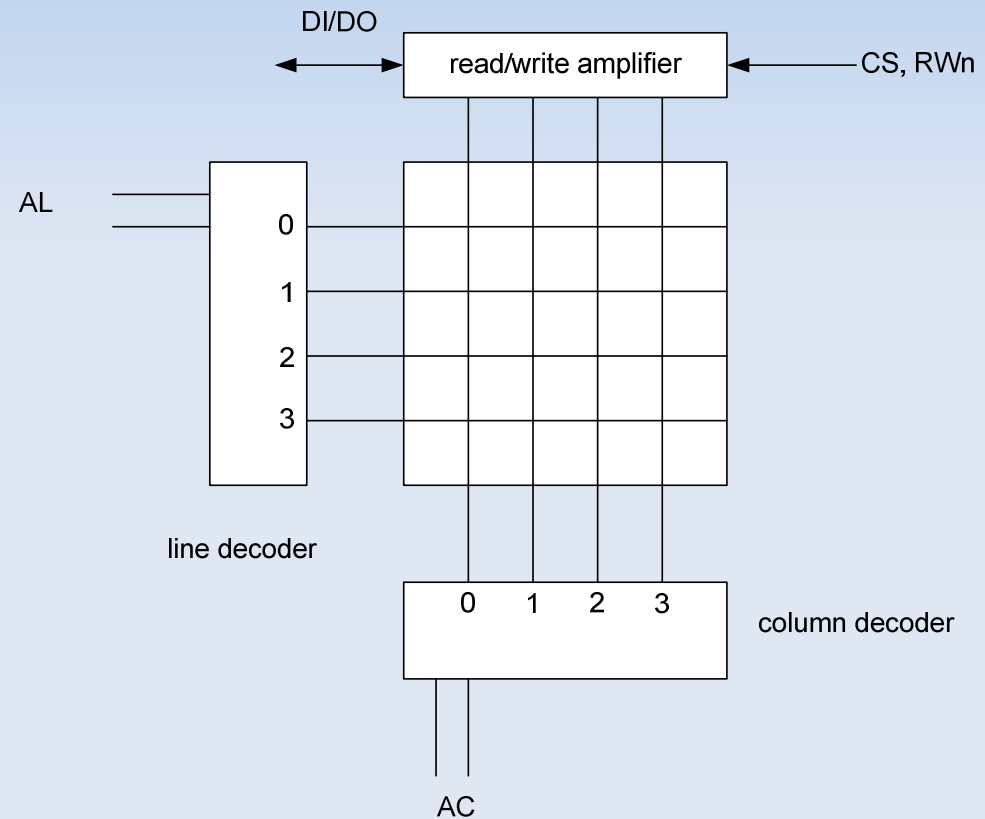 DI/DO
read/write amplifier
CS, RWn
AL
0
1
2
3
line decoder
0 1 2 3
column decoder
AC